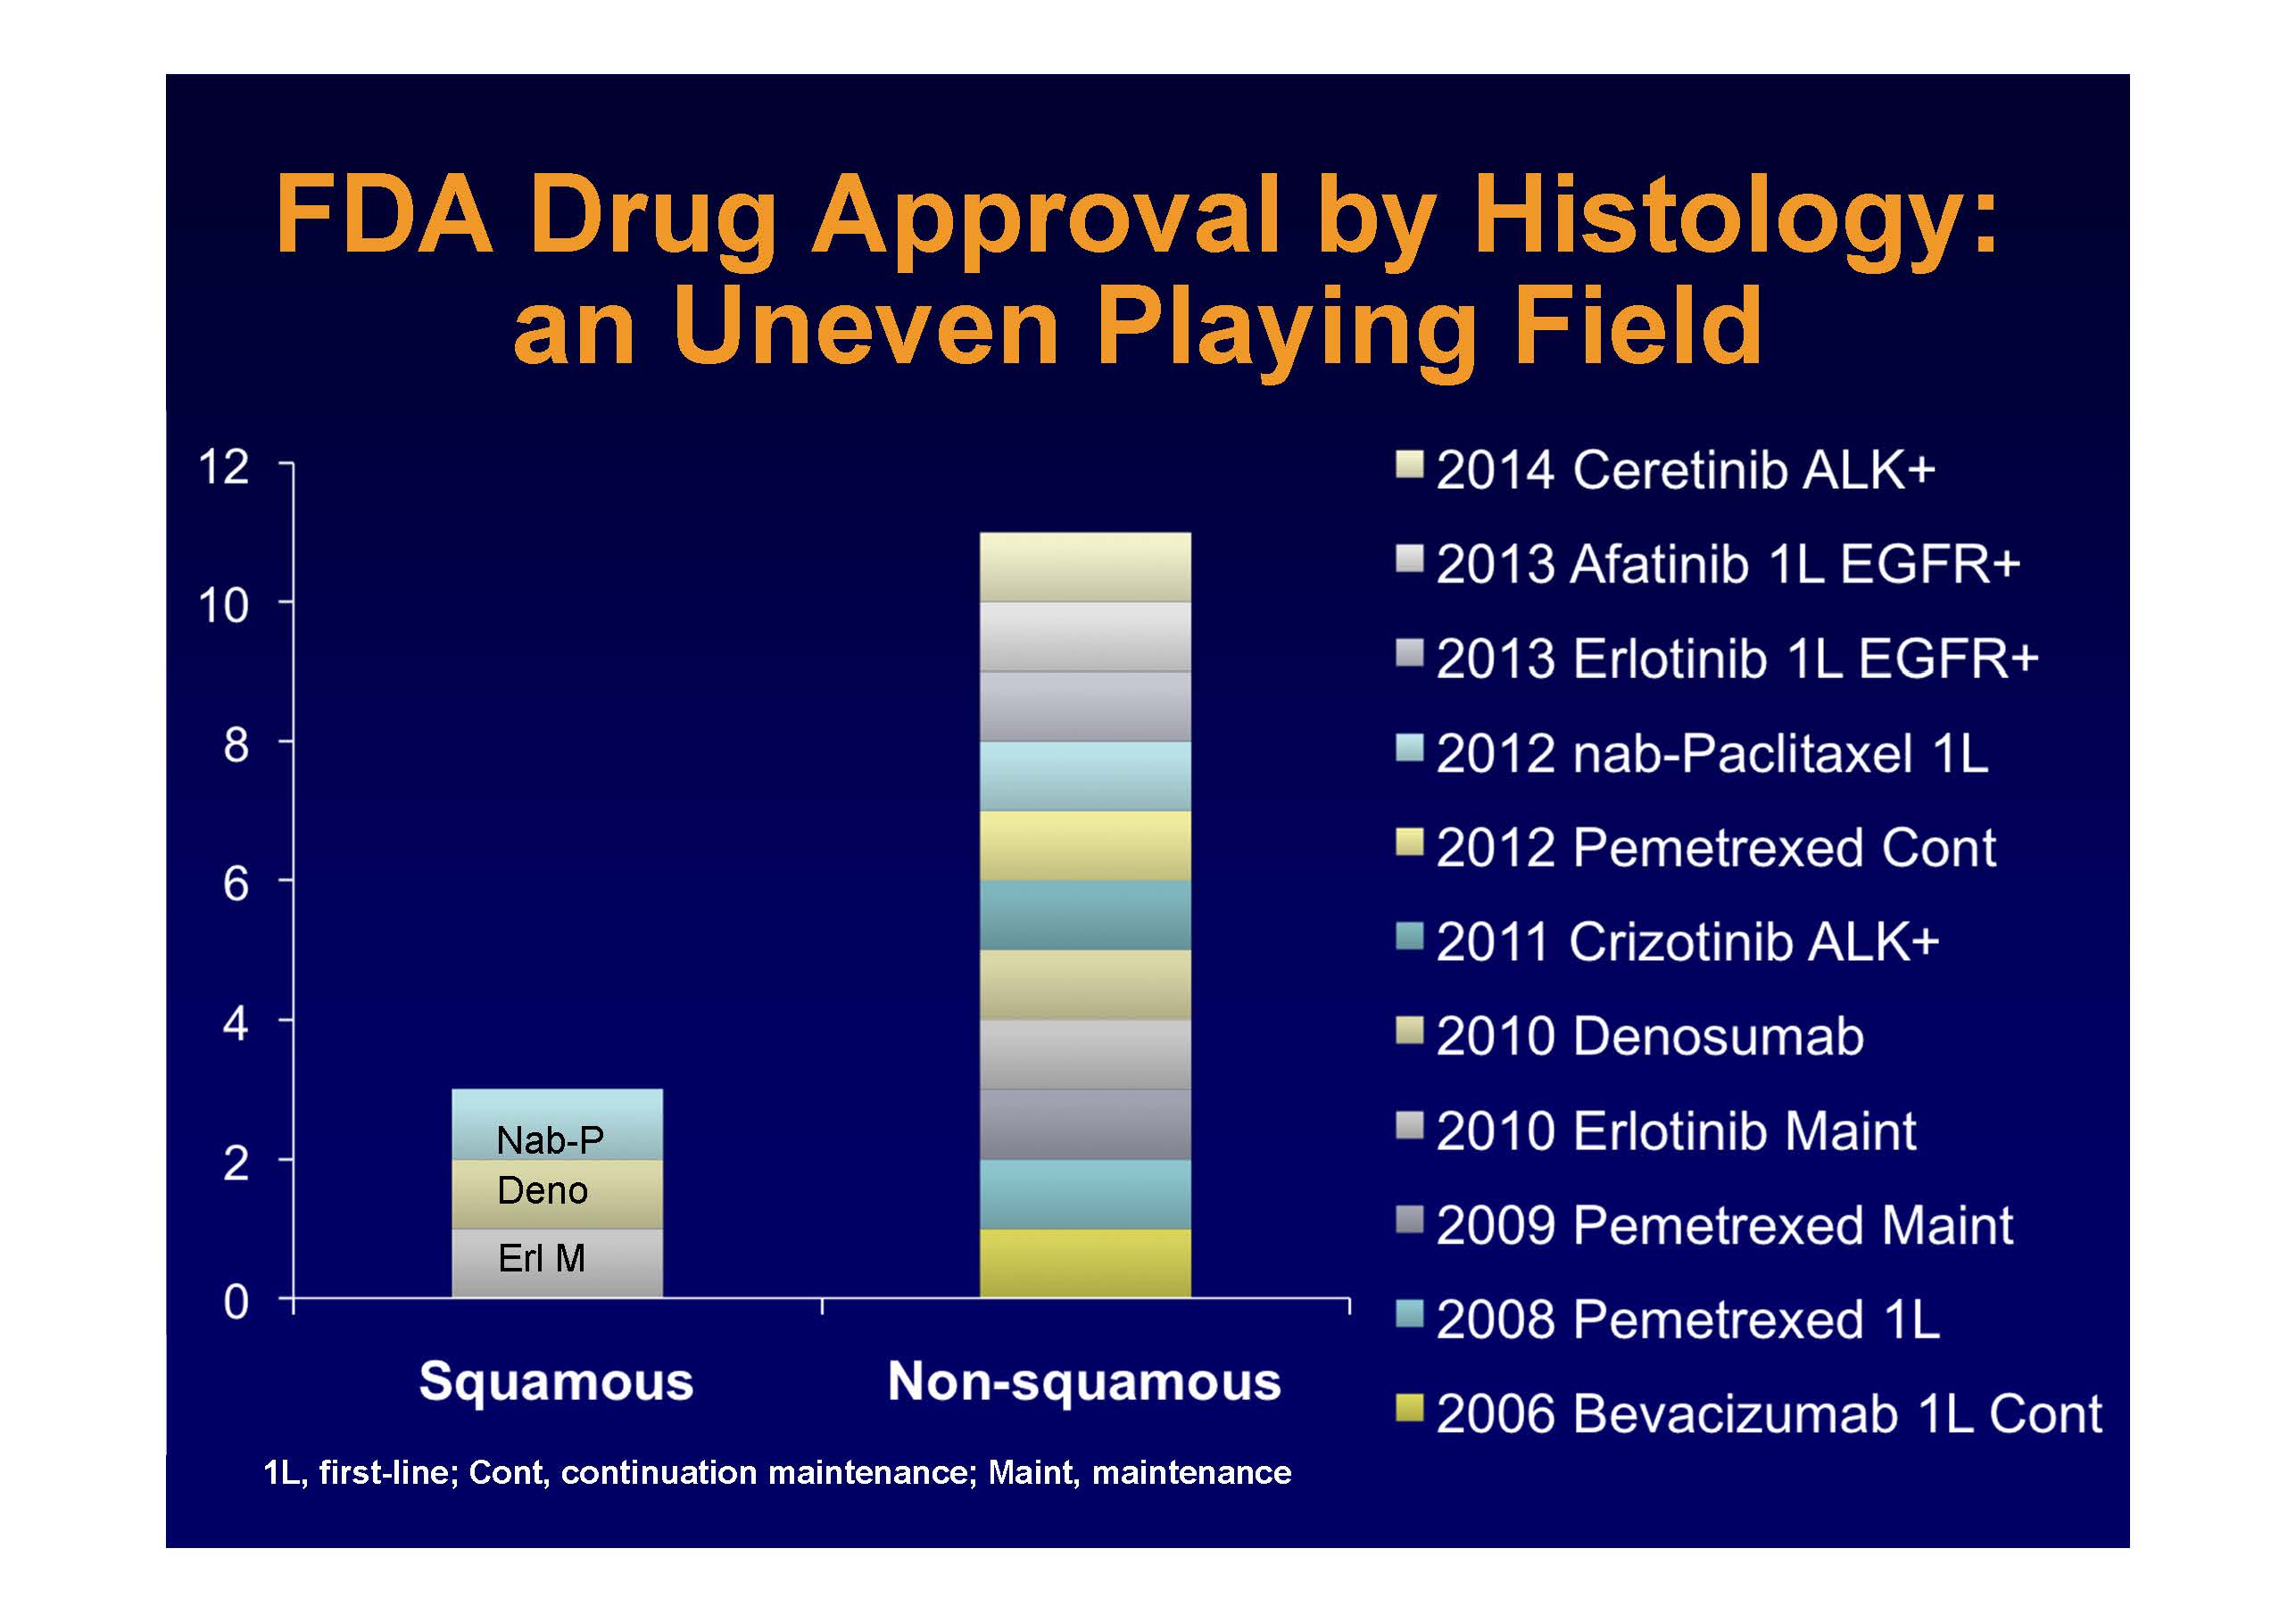 FDA Drug Approval by Histology:
an Uneven Playing Field
12
10
8
6
4
2
0
Nab-P
Deno
Erl M
Squamous
Non-squamous
2014 Ceretinib ALK+
2013 Afatinib 1L EGFR+
2013 Erlotinib 1L EGFR+
2012 nab-Paclitaxel 1L
2012 Pemetrexed Cont
2011 Crizotinib ALK+
2010 Denosumab
2010 Erlotinib Maint
2009 Pemetrexed Maint
2008 Pemetrexed 1L
2006 Bevacizumab 1L Cont
1L, first-line; Cont, continuation maintenance; Maint, maintenance